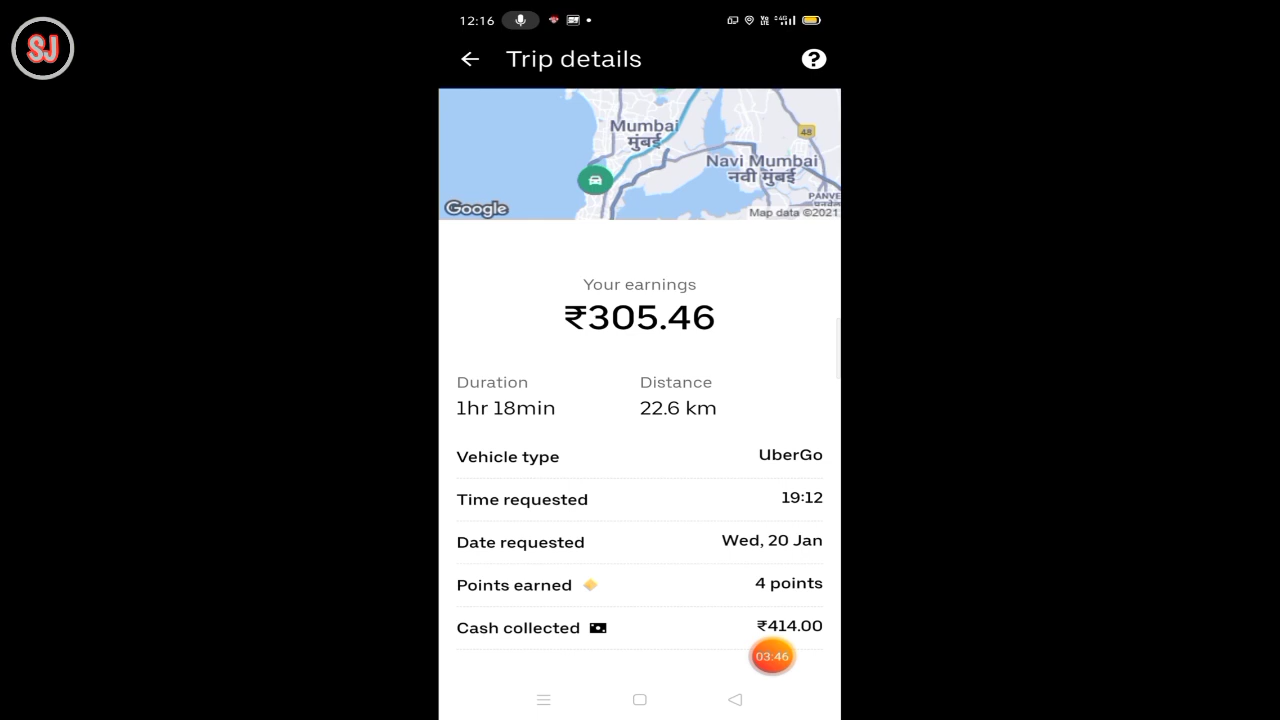 SJ
12:16
Trip details
?
Mumbai
मुंबई
48
Navi Mumbai
नवी मुंबई
PANVE
Google
Map data ©2021
Your earnings
₹305.46
Duration Distance
1hr 18min 22.6 km
Vehicle type UberGo
Time requested 19:12
Date requested Wed, 20 Jan
Points earned 4 points
Cash collected ₹414.00
03:46